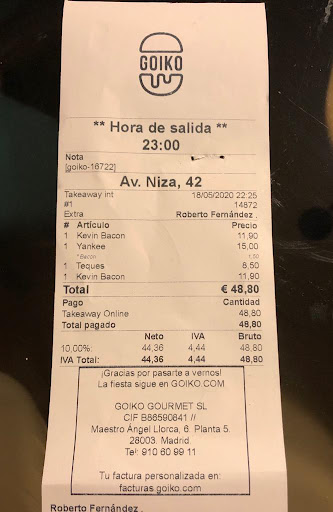 GOIKO
** Hora de salida **
23:00
Nota
[goiko-16722]
Av. Niza, 42
Takeaway int 18/05/2020 22:25
#1 14872
Extra Roberto Fernández .
# Artículo Precio
1 Kevin Bacon 11,90
1 Yankee 15,00
*Bacon 1,50
1 Teques 8,50
1 Kevin Bacon 11,90
Total € 48,80
Pago Cantidad
Takeaway Online 48,80
Total pagado 48,80
Neto IVA Bruto
10,00% 44,36 4,44 48,80
IVA Total: 44,36 4,44 48,80
¡Gracias por pasarte a vernos!
La fiesta sigue en GOIKO.COM
GOIKO GOURMET SL
CIF B86590841 //
Maestro Ángel Llorca, 6. Planta 5.
28003. Madrid.
Tel: 910 60 99 11
Tu factura personalizada en:
facturas.goiko.com
Roberto Fernández .